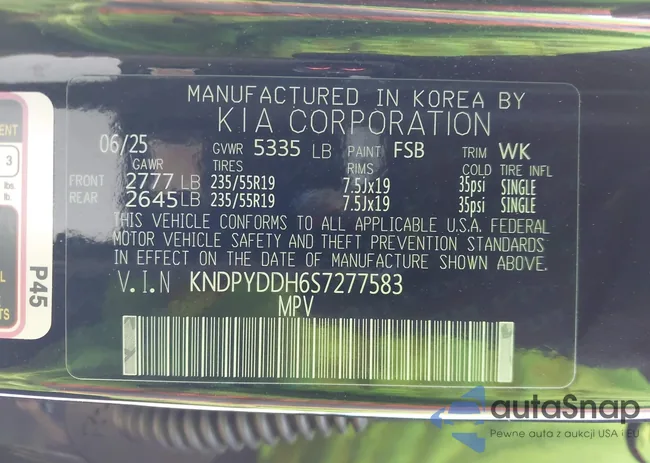 MANUFACTURED IN KOREA BY
KIA CORPORATION
06/25 GVWR 5335 LB PAINT FSB TRIM WK
GAWR TIRES RIMS COLD TIRE INFL
FRONT 2777 LB 235/55R19 7.5Jx19 35psi SINGLE
REAR 2645 LB 235/55R19 7.5Jx19 35psi SINGLE
THIS VEHICLE CONFORMS TO ALL APPLICABLE U.S.A. FEDERAL
MOTOR VEHICLE SAFETY AND THEFT PREVENTION STANDARDS
IN EFFECT ON THE DATE OF MANUFACTURE SHOWN ABOVE.
V.I.N KNDPYDDH6S7277583
MPV
3
lbs.
P45
autaSnap
Pewne auta z aukcji USA i EU